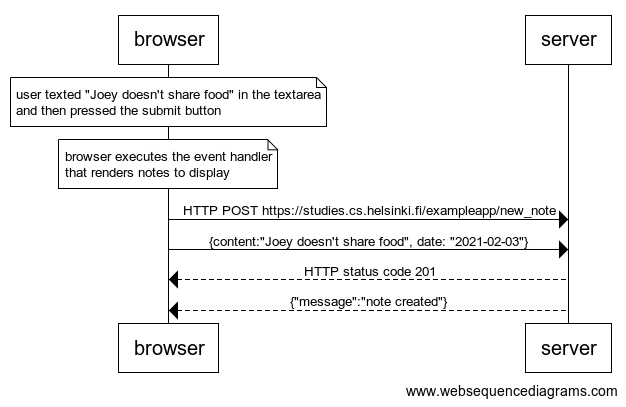 browser
server
user texted "Joey doesn't share food" in the textarea
and then pressed the submit button
browser executes the event handler
that renders notes to display
HTTP POST https://studies.cs.helsinki.fi/exampleapp/new_note
{content:"Joey doesn't share food", date: "2021-02-03"}
HTTP status code 201
{"message":"note created"}
browser
server
www.websequencediagrams.com